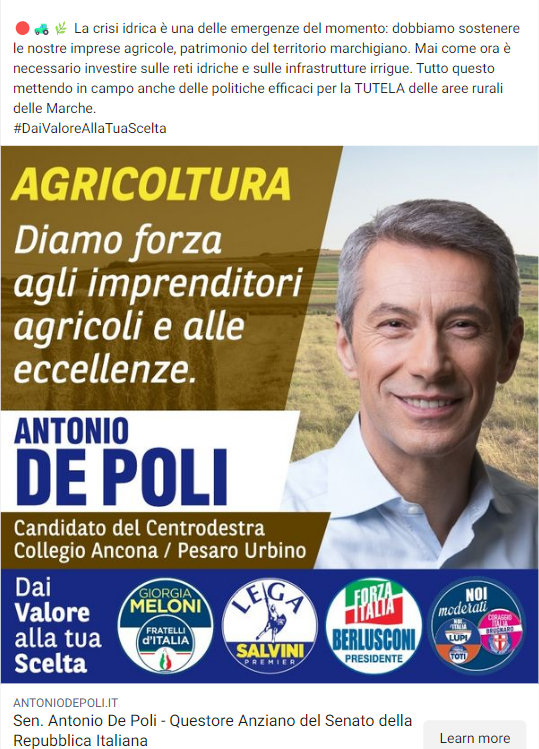 🔴🚜🌿 La crisi idrica è una delle emergenze del momento: dobbiamo sostenere
le nostre imprese agricole, patrimonio del territorio marchigiano. Mai come ora è
necessario investire sulle reti idriche e sulle infrastrutture irrigue. Tutto questo
mettendo in campo anche delle politiche efficaci per la TUTELA delle aree rurali
delle Marche.
#DaiValoreAllaTuaScelta
AGRICOLTURA
Diamo forza
agli imprenditori
agricoli e alle
eccellenze.
ANTONIO
DE POLI
Candidato del Centrodestra
Collegio Ancona / Pesaro Urbino
Dai
Valore
alla tua
Scelta
GIORGIA
MELONI
FRATELLI
d'ITALIA
LEGA
SALVINI
PREMIER
FORZA
ITALIA
BERLUSCONI
PRESIDENTE
NOI
moderati
NOI
L'ITALIA
LUPI
CORAGGIO
ITALIA
BRUGNARO
TOTI
ANTONIODEPOLI.IT
Sen. Antonio De Poli - Questore Anziano del Senato della
Repubblica Italiana
Learn more